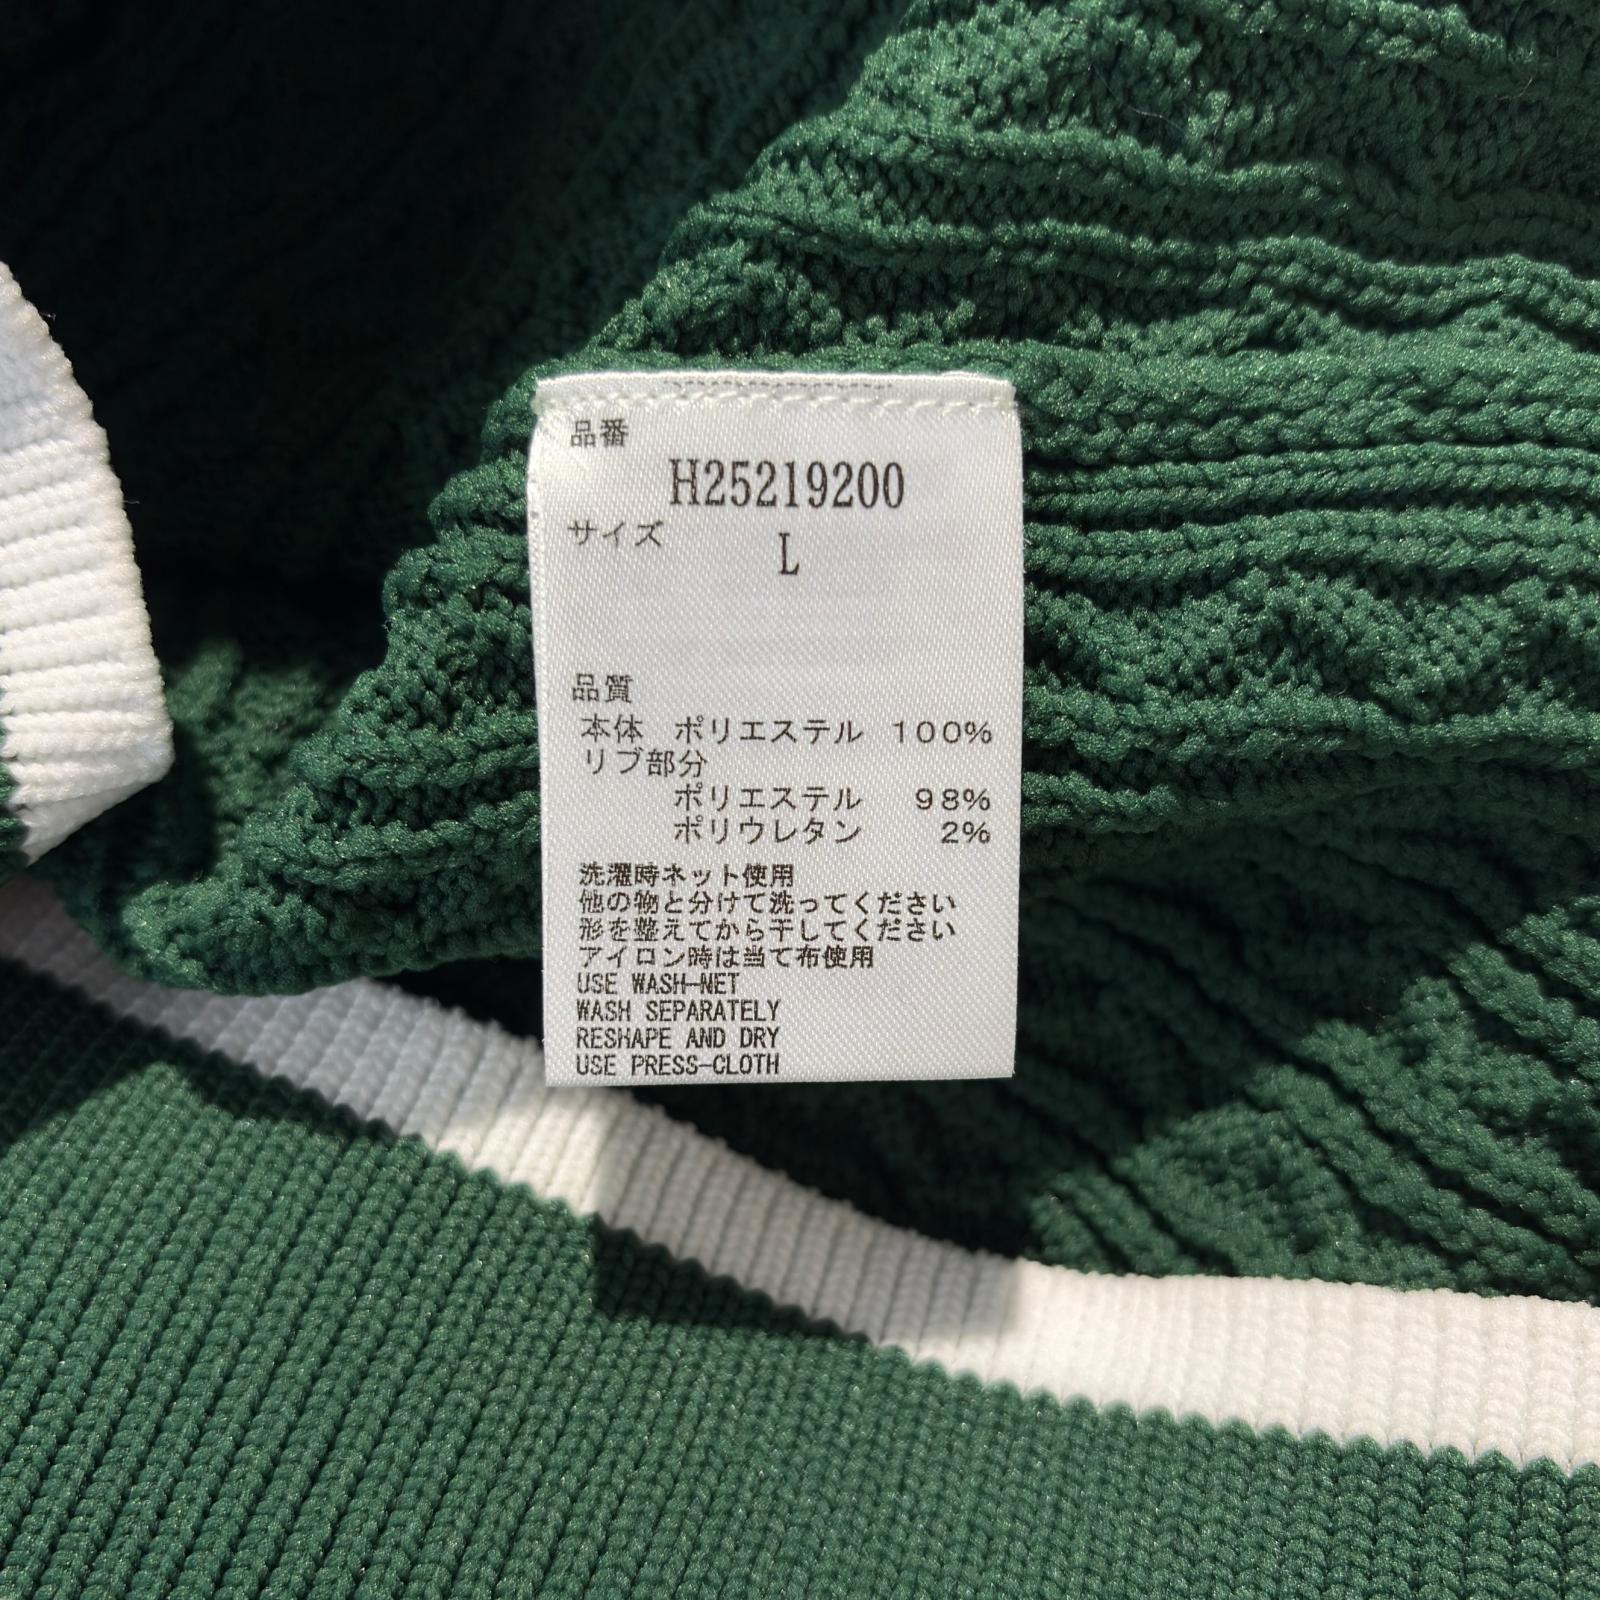 品番
H25219200
サイズ
L
品質
本体 ポリエステル 100%
リブ部分
ポリエステル 98%
ポリウレタン 2%
洗濯時ネット使用
他の物と分けて洗ってください
形を整えてから干してください
アイロン時は当て布使用
USE WASH-NET
WASH SEPARATELY
RESHAPE AND DRY
USE PRESS-CLOTH